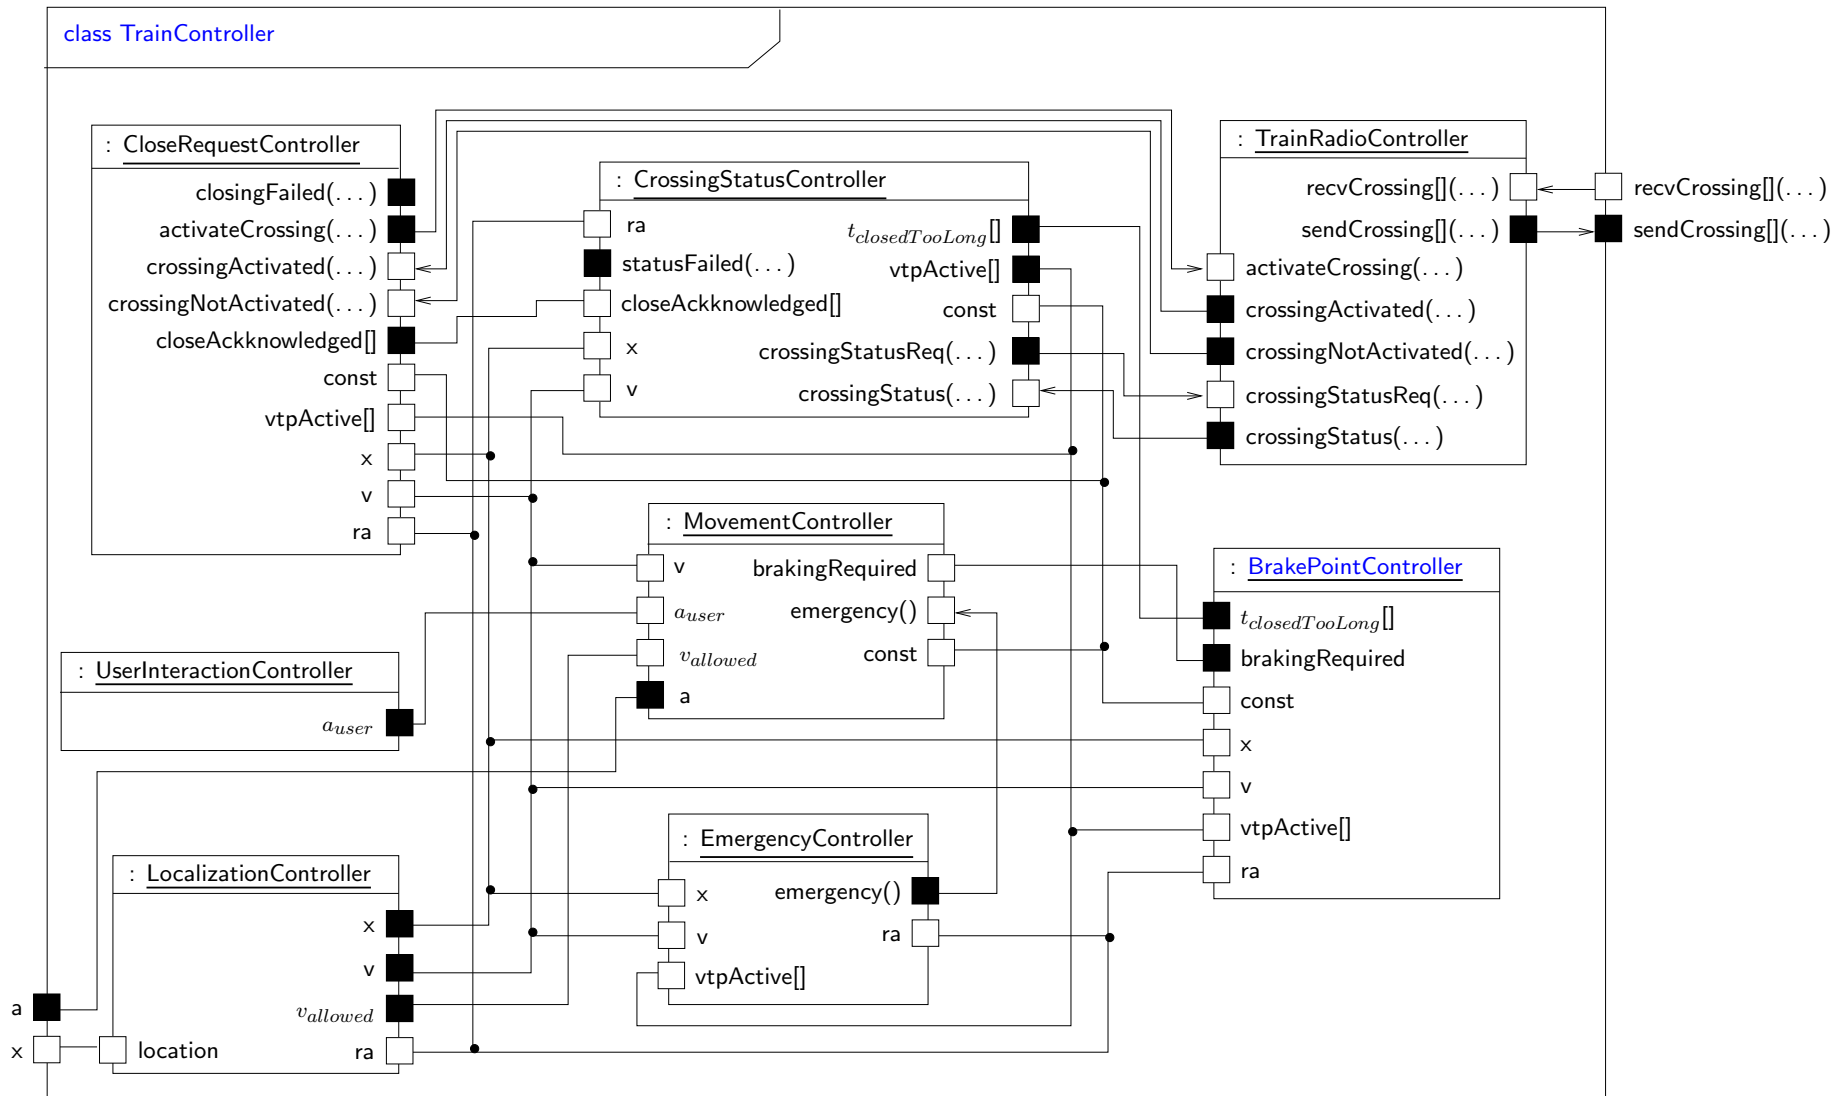 class TrainController
: CloseRequestController
closingFailed(...)
activateCrossing(...)
crossingActivated(...)
crossingNotActivated(...)
closeAckknowledged[]
const
vtpActive[]
x
v
ra
: CrossingStatusController
ra
statusFailed(...)
closeAckknowledged[]
x
v
t_closedTooLong[]
vtpActive[]
const
crossingStatusReq(...)
crossingStatus(...)
: TrainRadioController
recvCrossing[](...)
sendCrossing[](...)
activateCrossing(...)
crossingActivated(...)
crossingNotActivated(...)
crossingStatusReq(...)
crossingStatus(...)
recvCrossing[](...)
sendCrossing[](...)
: MovementController
v
a_user
v_allowed
a
brakingRequired
emergency()
const
: BrakePointController
t_closedTooLong[]
brakingRequired
const
x
v
vtpActive[]
ra
: UserInteractionController
a_user
: EmergencyController
x
v
vtpActive[]
emergency()
ra
: LocalizationController
x
v
v_allowed
ra
location
a
x